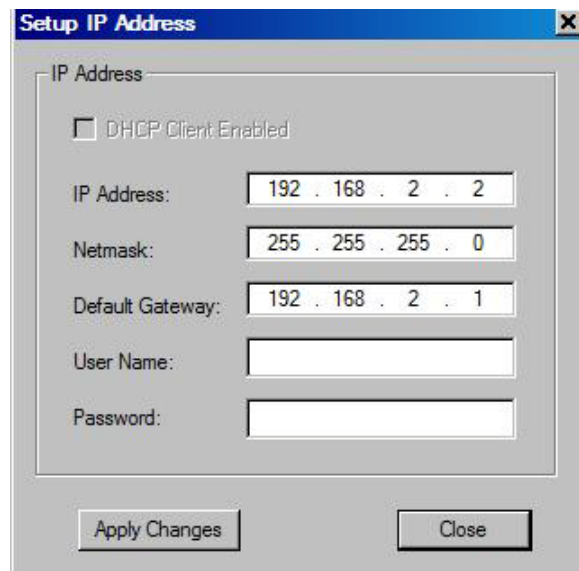 Setup IP Address
IP Address
DHCP Client Enabled
IP Address: 192 . 168 . 2 . 2
Netmask: 255 . 255 . 255 . 0
Default Gateway: 192 . 168 . 2 . 1
User Name:
Password:
Apply Changes Close